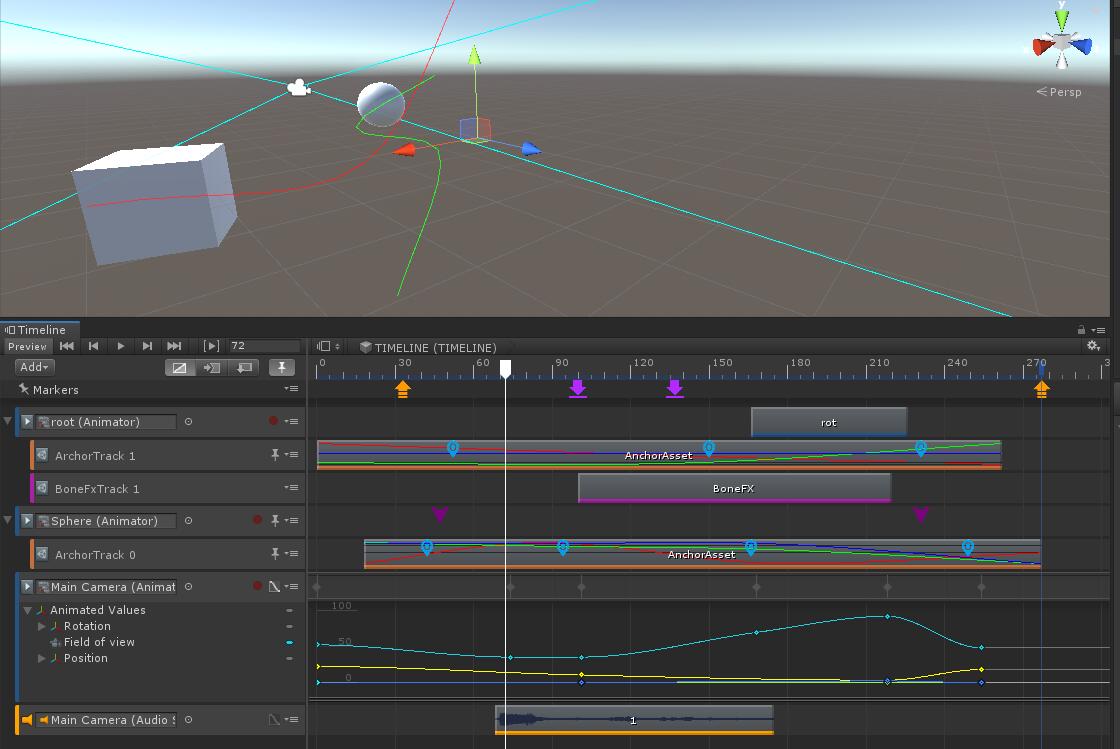 y
Persp
Timeline
Preview
72
TIMELINE (TIMELINE)
Add
0 30 60 90 120 150 180 210 240 270 3
Markers
root (Animator)
rot
ArchorTrack 1
AnchorAsset
BoneFxTrack 1
BoneFX
Sphere (Animator)
ArchorTrack 0
AnchorAsset
Main Camera (Animat
Animated Values
100
Rotation
Field of view
50
Position
0
Main Camera (Audio S
1